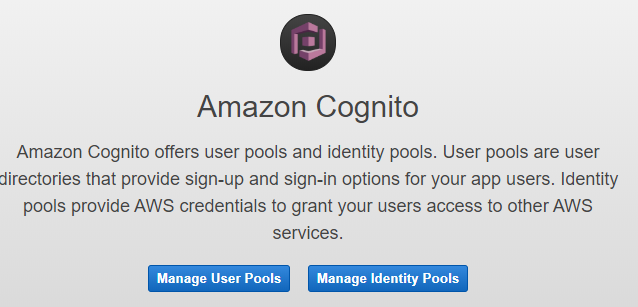 Amazon Cognito
Amazon Cognito offers user pools and identity pools. User pools are user
directories that provide sign-up and sign-in options for your app users. Identity
pools provide AWS credentials to grant your users access to other AWS
services.
Manage User Pools
Manage Identity Pools